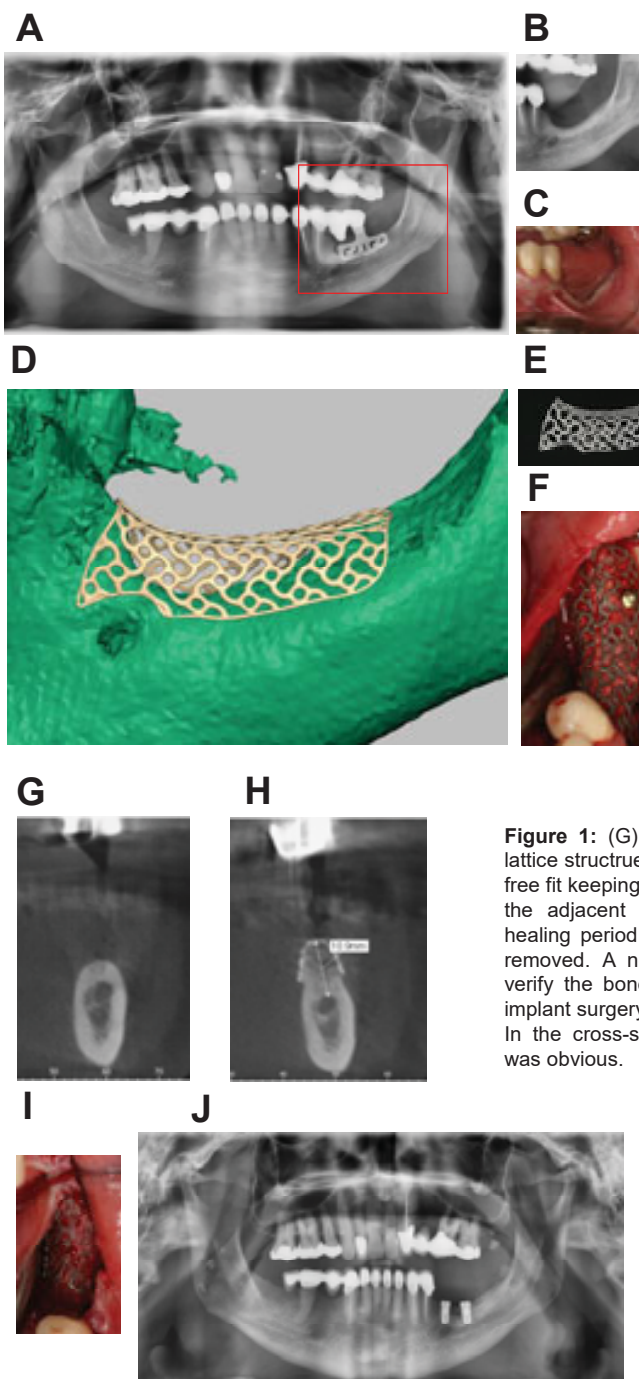 A
B
C
D
E
F
G
H
Figure 1: (G)
lattice structrue
free fit keeping
the adjacent
healing period
removed. A n
verify the bon
implant surgery
In the cross-s
was obvious.
I
J